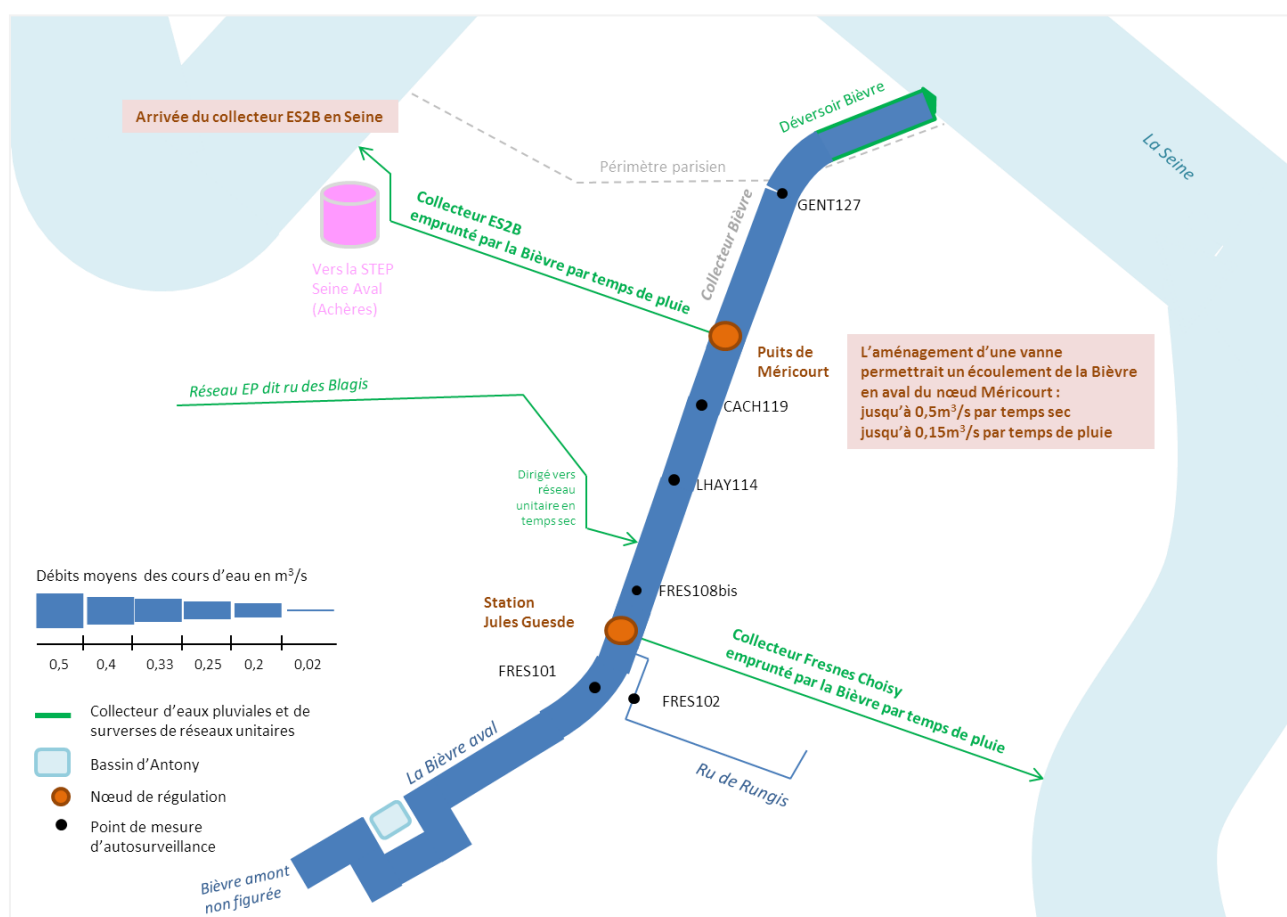 Arrivée du collecteur ES2B en Seine
Déversoir Bièvre
La Seine
Périmètre parisien
GENT127
Collecteur ES2B
emprunté par la Bièvre par temps de pluie
Collecteur Bièvre
Vers la STEP
Seine Aval
(Achères)
Puits de
Méricourt
L’aménagement d’une vanne
permettrait un écoulement de la Bièvre
en aval du nœud Méricourt :
jusqu’à 0,5m³/s par temps sec
jusqu’à 0,15m³/s par temps de pluie
Réseau EP dit ru des Blagis
CACH119
Dirigé vers
réseau
unitaire en
temps sec
LHAY114
FRES108bis
Station
Jules Guesde
Collecteur Fresnes Choisy
emprunté par la Bièvre par temps de pluie
FRES101
FRES102
Ru de Rungis
La Bièvre aval
Bièvre amont
non figurée
Débits moyens des cours d’eau en m³/s
0,5 0,4 0,33 0,25 0,2 0,02
Collecteur d’eaux pluviales et de
surverses de réseaux unitaires
Bassin d’Antony
Nœud de régulation
Point de mesure
d’autosurveillance